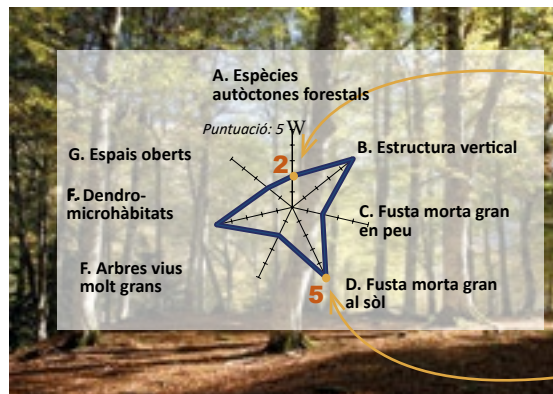 A. Espècies
autòctones forestals
Puntuació: 5 W
G. Espais oberts
2
B. Estructura vertical
F. Dendro-
microhàbitats
C. Fusta morta gran
en peu
F. Arbres vius
molt grans
5
D. Fusta morta gran
al sòl